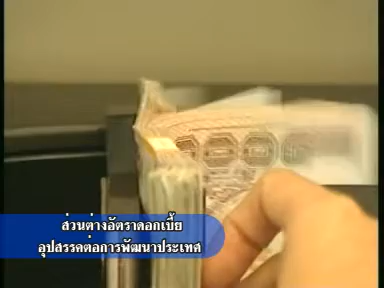 ส่วนต่างอัตราดอกเบี้ย
อุปสรรคต่อการพัฒนาประเทศ